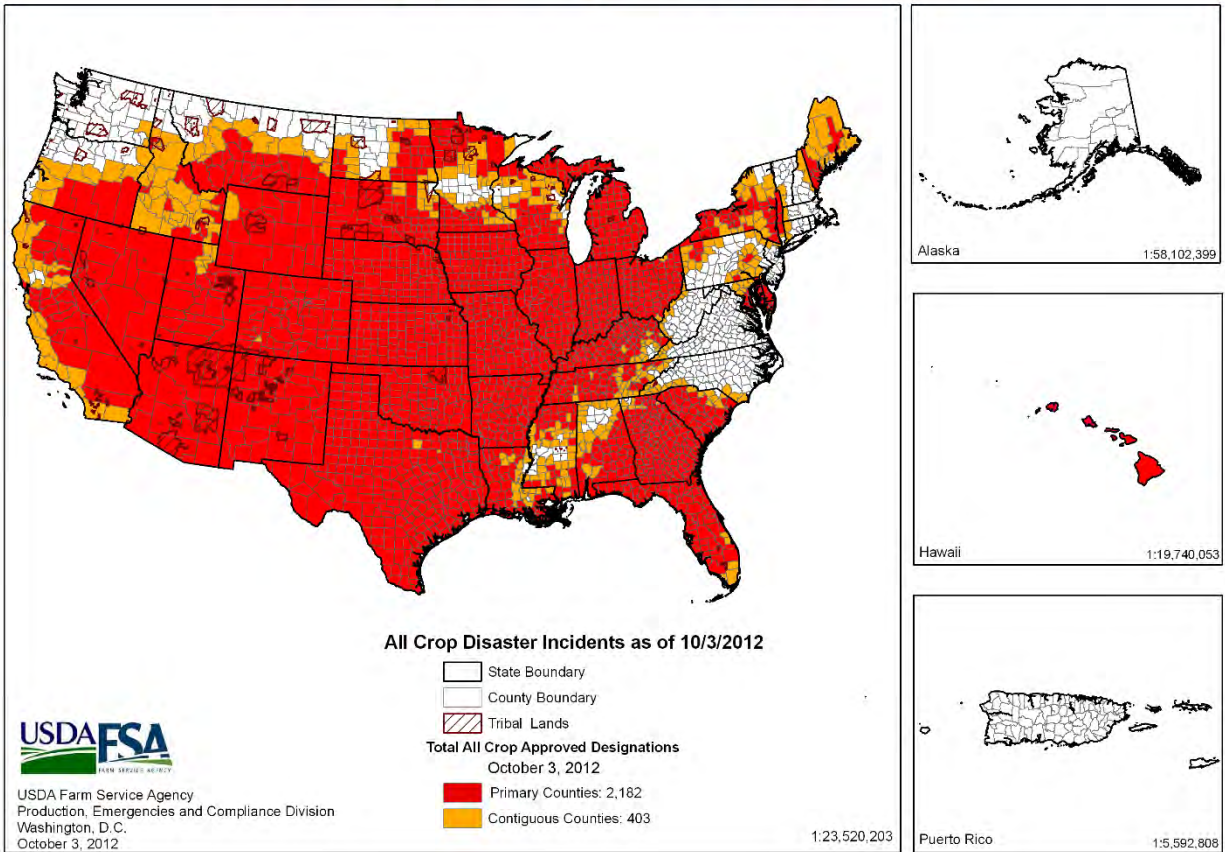 All Crop Disaster Incidents as of 10/3/2012
State Boundary
County Boundary
Tribal Lands
Total All Crop Approved Designations
October 3, 2012
Primary Counties: 2,182
Contiguous Counties: 403
1:23,520,203
USDA FSA
FARM SERVICE AGENCY
USDA Farm Service Agency
Production, Emergencies and Compliance Division
Washington, D.C.
October 3, 2012
Alaska
1:58,102,399
Hawaii
1:19,740,053
Puerto Rico
1:5,592,808